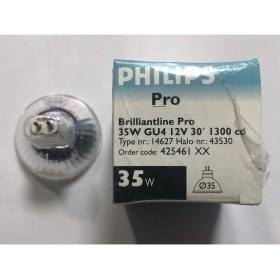 PHILIPS
Pro
Brilliantline Pro
35W GU4 12V 30° 1300 cd
Type nr.: 14627 Halo nr.: 43530
Order code: 425461 XX
35W
Ø35